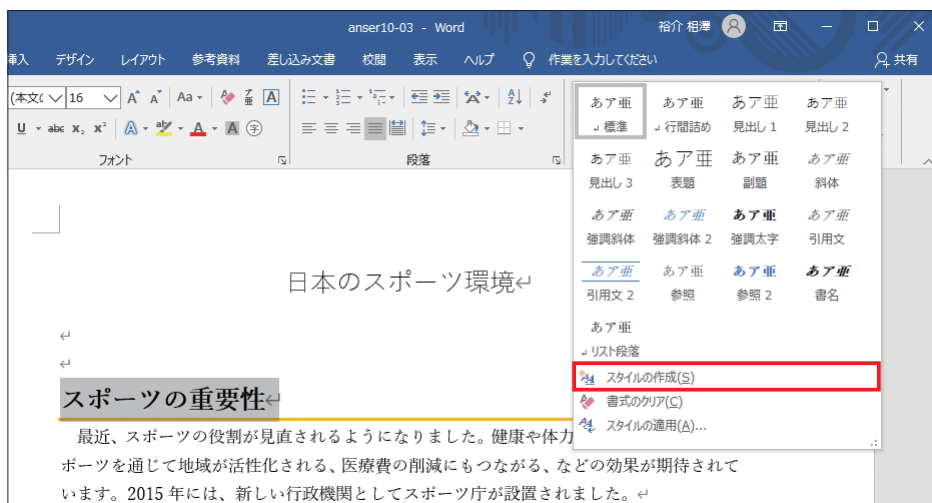 anser10-03 - Word 裕介 相澤
挿入 デザイン レイアウト 参考資料 差し込み文書 校閲 表示 ヘルプ 作業を入力してください 共有
(本文( 16 A A Aa A
U abc X₂ X² A aby A A 字
フォント 段落
あア亜 あア亜 あア亜 あア亜
標準 行間詰め 見出し 1 見出し 2
あア亜 あア亜 あア亜 あア亜
見出し 3 表題 副題 斜体
あア亜 あア亜 あア亜 あア亜
強調斜体 強調斜体 2 強調太字 引用文
あア亜 あア亜 あア亜 あア亜
引用文 2 参照 参照 2 書名
あア亜
リスト段落
スタイルの作成(S)
書式のクリア(C)
スタイルの適用(A)...
日本のスポーツ環境
スポーツの重要性
最近、スポーツの役割が見直されるようになりました。健康や体力
ポーツを通じて地域が活性化される、医療費の削減にもつながる、などの効果が期待されて
います。2015 年には、新しい行政機関としてスポーツ庁が設置されました。